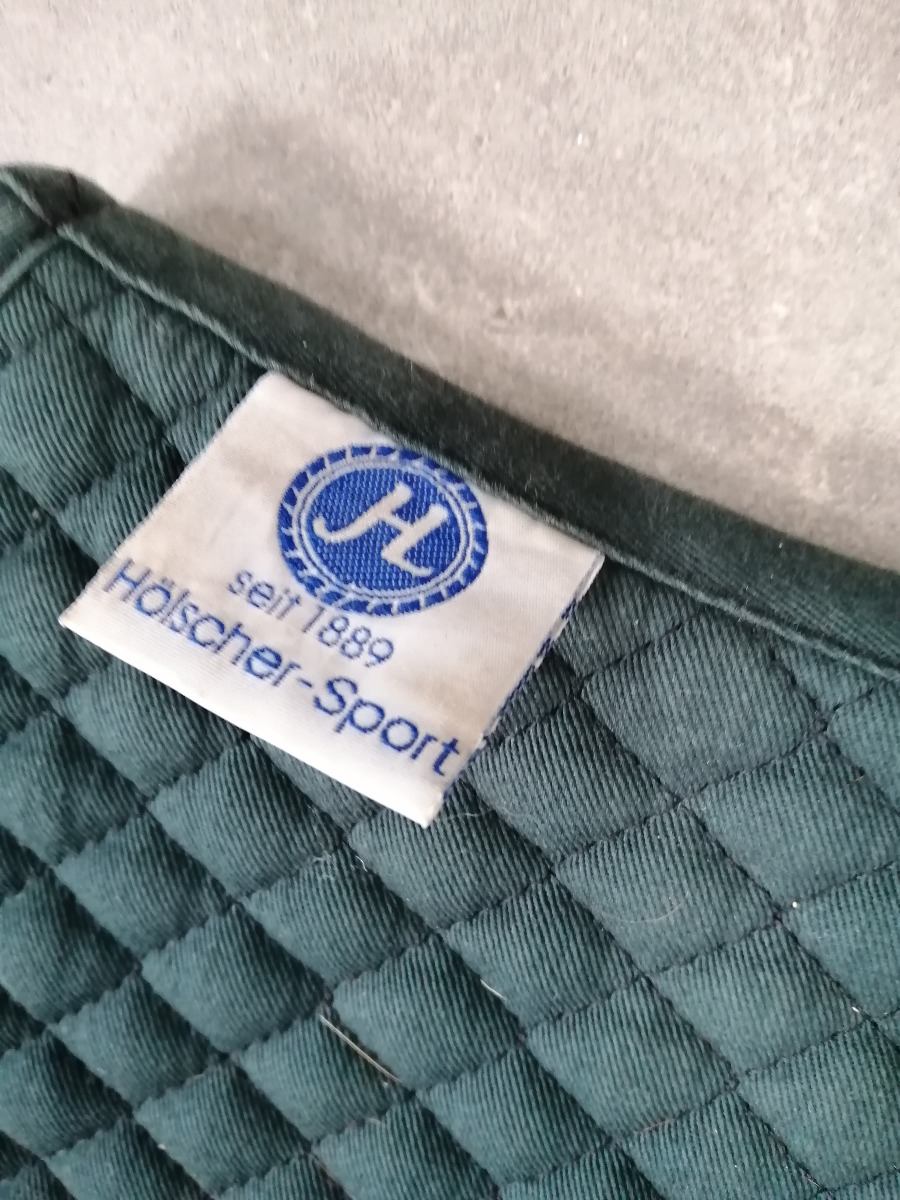 H
seit 1889
Hölscher-Sport